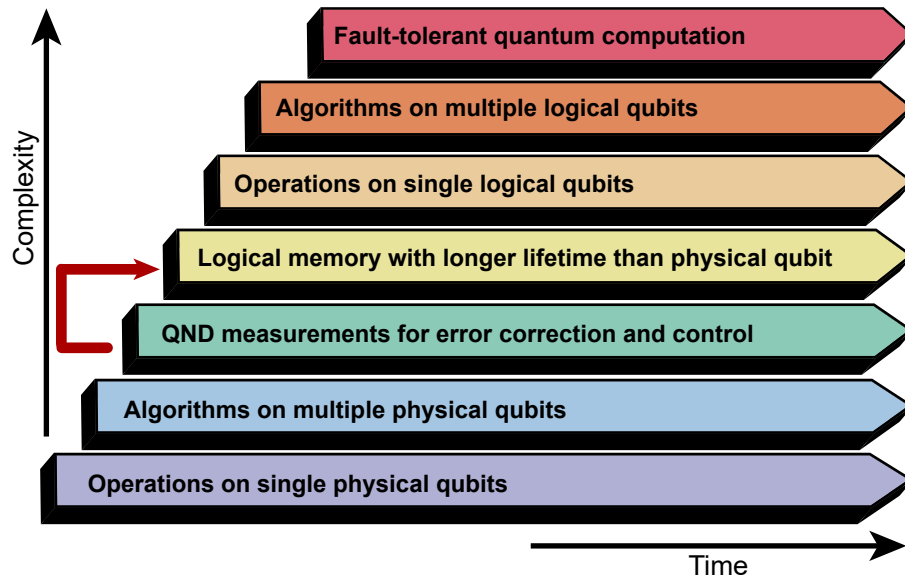 Fault-tolerant quantum computation
Algorithms on multiple logical qubits
Operations on single logical qubits
Logical memory with longer lifetime than physical qubit
QND measurements for error correction and control
Algorithms on multiple physical qubits
Operations on single physical qubits
Complexity
Time